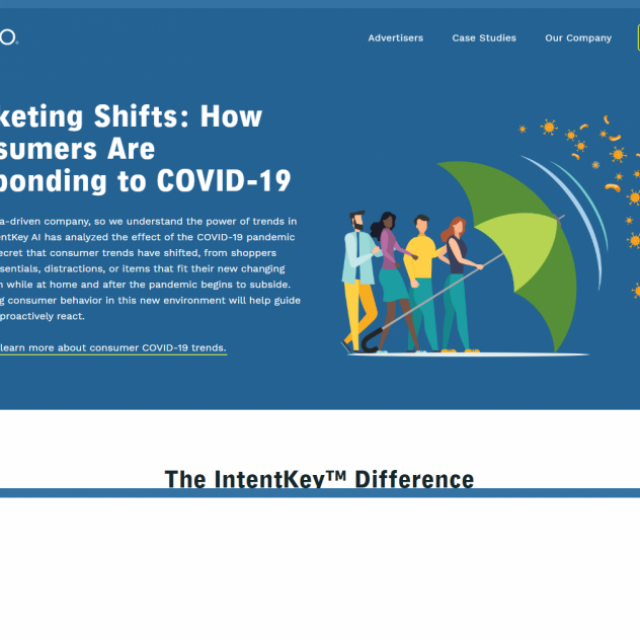 O.
Advertisers Case Studies Our Company
keting Shifts: How
sumers Are
ponding to COVID-19
a-driven company, so we understand the power of trends in
entKey AI has analyzed the effect of the COVID-19 pandemic
ecret that consumer trends have shifted, from shoppers
sentials, distractions, or items that fit their new changing
n while at home and after the pandemic begins to subside.
g consumer behavior in this new environment will help guide
proactively react.
learn more about consumer COVID-19 trends.
The IntentKey™ Difference